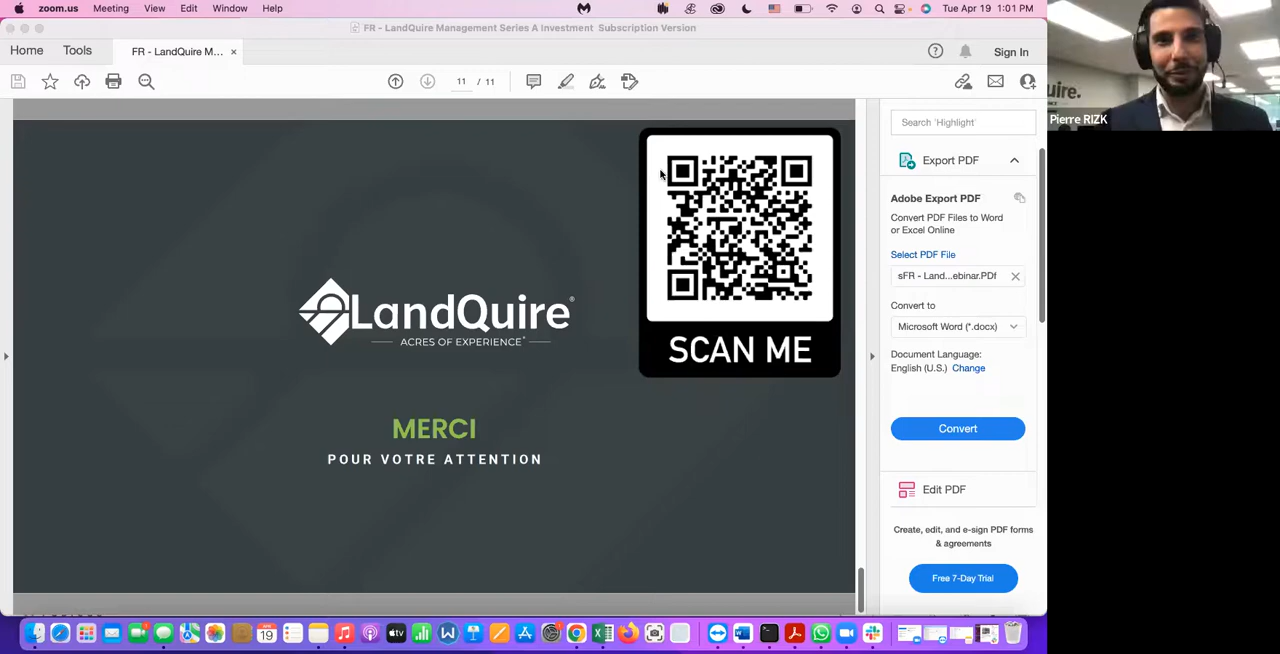 zoom.us Meeting View Edit Window Help Tue Apr 19 1:01 PM
FR - LandQuire Management Series A Investment Subscription Version
Home Tools FR - LandQuire M... × Sign In
11 / 11
Search 'Highlight'
Export PDF
Adobe Export PDF
Convert PDF Files to Word
or Excel Online
Select PDF File
sFR - Land...ebinar.PDf
Convert to
Microsoft Word (*.docx)
Document Language:
English (U.S.) Change
Convert
Edit PDF
Create, edit, and e-sign PDF forms
& agreements
Free 7-Day Trial
SCAN ME
LandQuire®
ACRES OF EXPERIENCE
MERCI
POUR VOTRE ATTENTION
uire.
Pierre RIZK
19